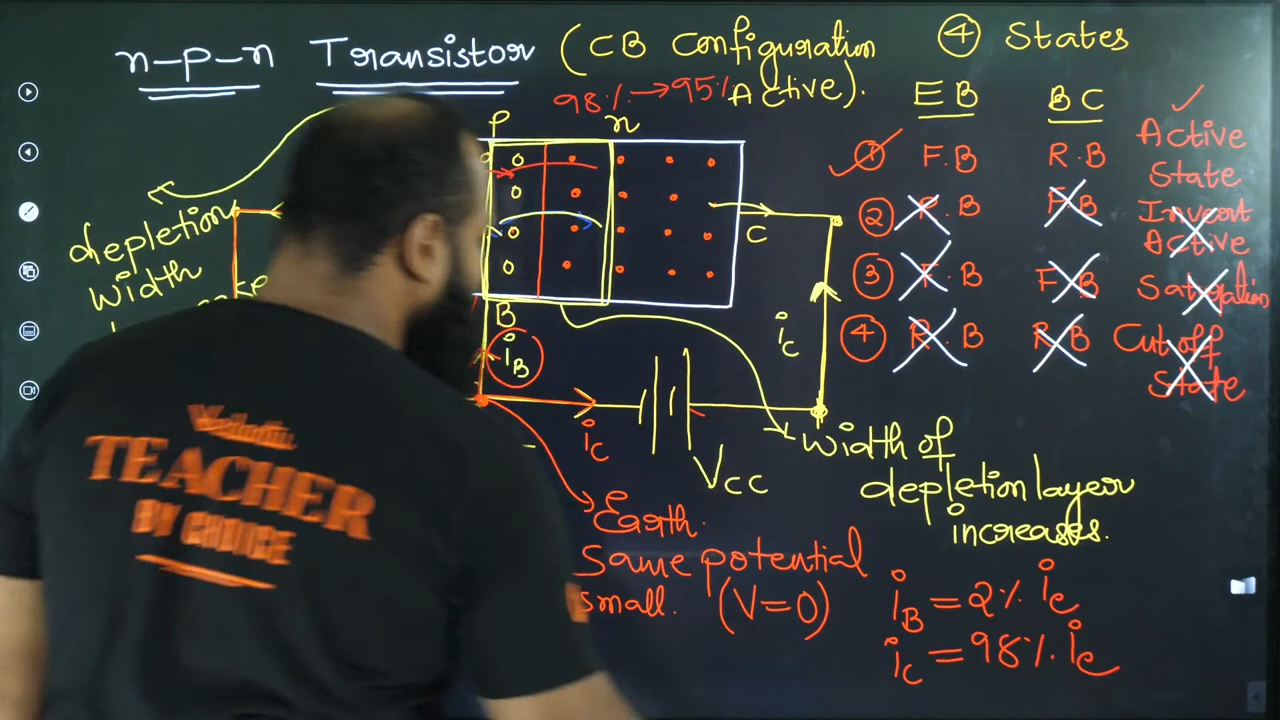 n-p-n Transistor (CB Configuration
Active).
98% → 95%
④ States
EB BC
① F.B R.B Active State ✓
② .B F.B Invert Active
③ F.B F.B
④ R.B R.B Cut off State
P n
depletion
width
B
iB
C
iC
iC
VCC
Width of
depletion layer
increases.
Earth.
Same potential
small. (V=0)
iB = 2% ie
ic = 98% ie
Vedantu
TEACHER
BY CHOICE